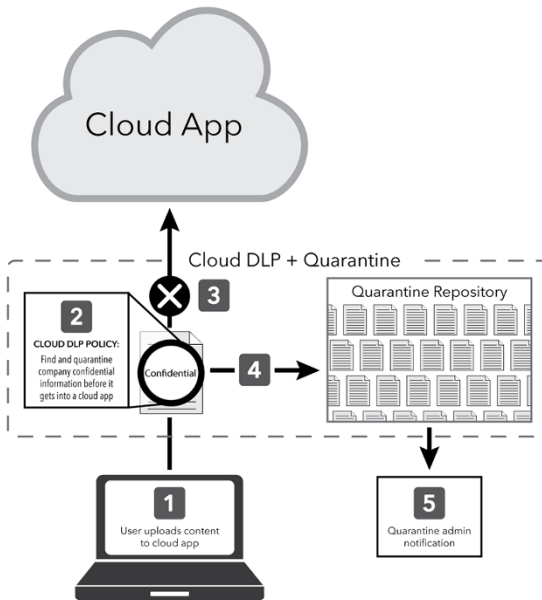 Cloud App
Cloud DLP + Quarantine
3
2
CLOUD DLP POLICY:
Find and quarantine
company confidential
information before it
gets into a cloud app
Confidential
4
Quarantine Repository
1
User uploads content
to cloud app
5
Quarantine admin
notification